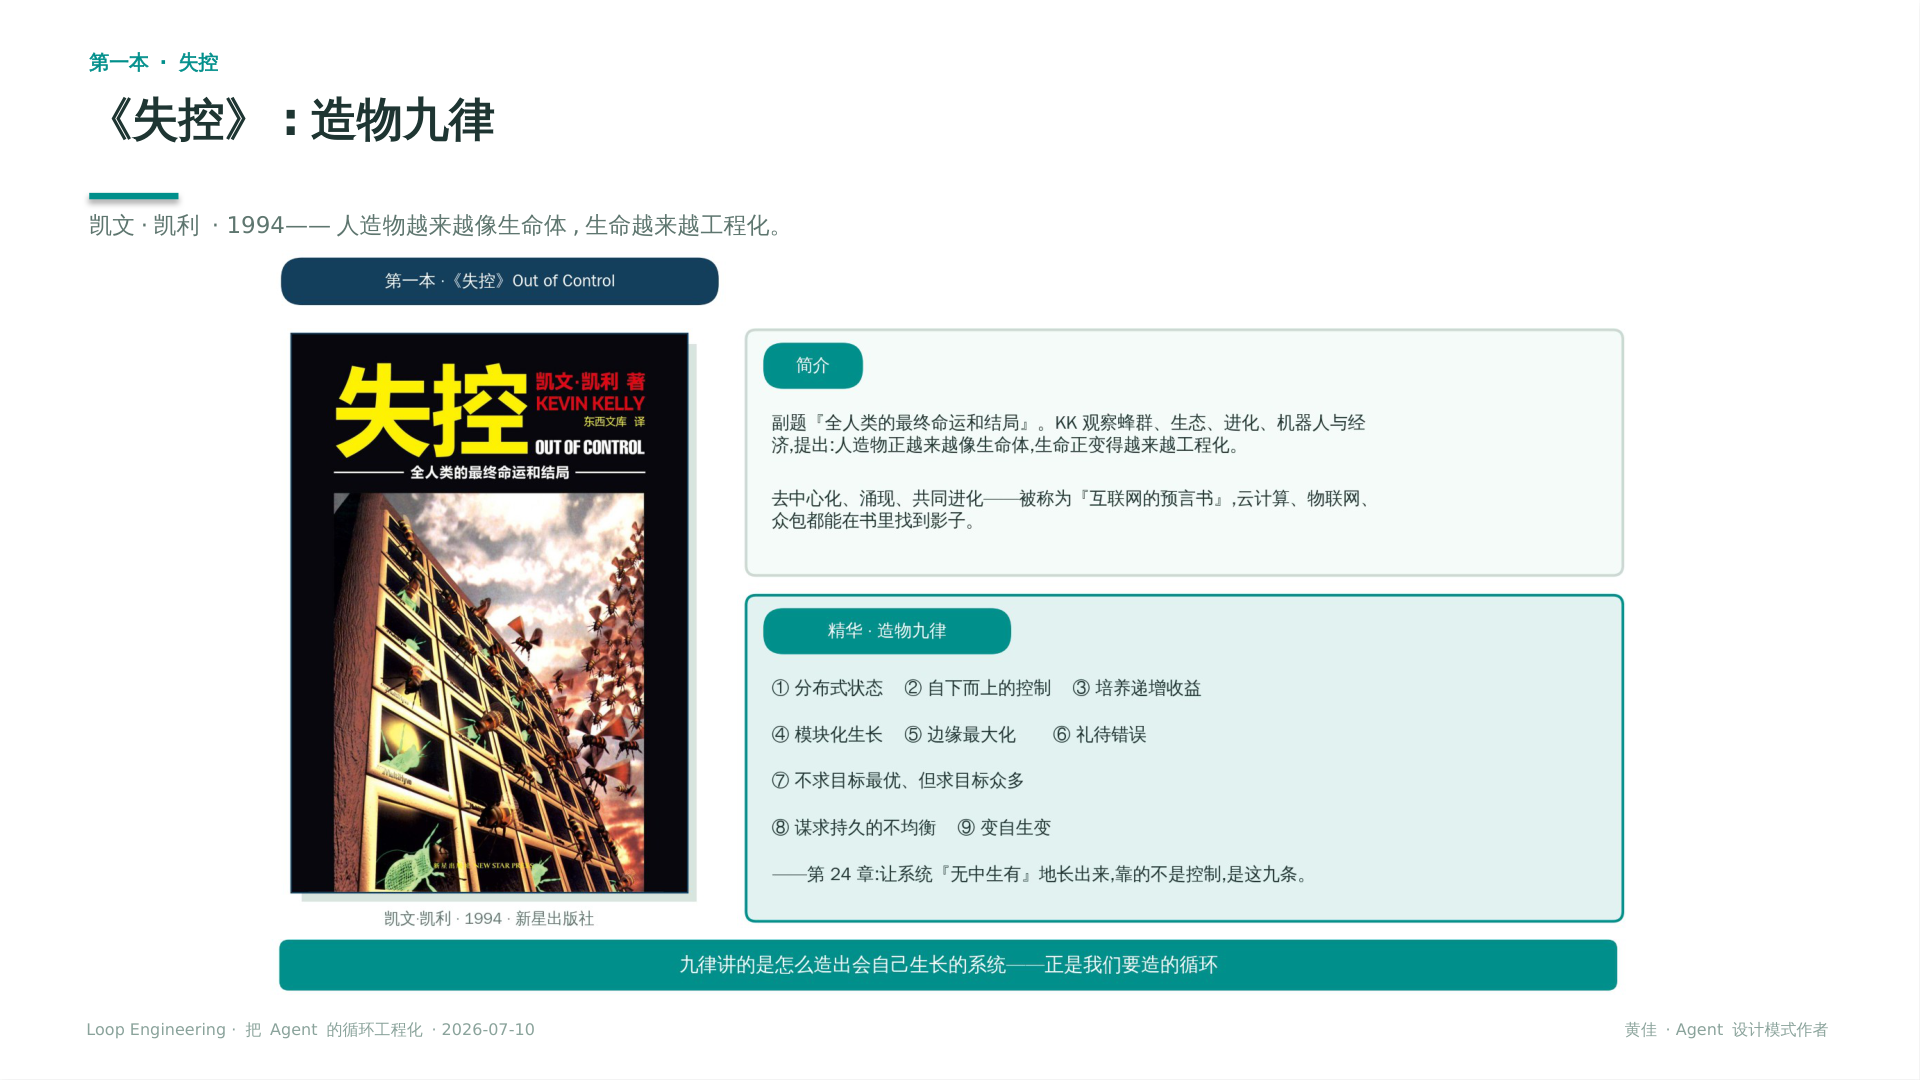 第一本 · 失控
《失控》：造物九律
凯文 · 凯利 · 1994—— 人造物越来越像生命体 , 生命越来越工程化。
第一本 ·《失控》Out of Control
失控
凯文·凯利 著
KEVIN KELLY
东西文库 译
OUT OF CONTROL
全人类的最终命运和结局
NEW STAR PRESS
凯文·凯利 · 1994 · 新星出版社
简介
副题『全人类的最终命运和结局』。KK 观察蜂群、生态、进化、机器人与经
济,提出:人造物正越来越像生命体,生命正变得越来越工程化。
去中心化、涌现、共同进化——被称为『互联网的预言书』,云计算、物联网、
众包都能在书里找到影子。
精华 · 造物九律
① 分布式状态 ② 自下而上的控制 ③ 培养递增收益
④ 模块化生长 ⑤ 边缘最大化 ⑥ 礼待错误
⑦ 不求目标最优、但求目标众多
⑧ 谋求持久的不均衡 ⑨ 变自生变
——第 24 章:让系统『无中生有』地长出来,靠的不是控制,是这九条。
九律讲的是怎么造出会自己生长的系统——正是我们要造的循环
Loop Engineering · 把 Agent 的循环工程化 · 2026-07-10
黄佳 · Agent 设计模式作者